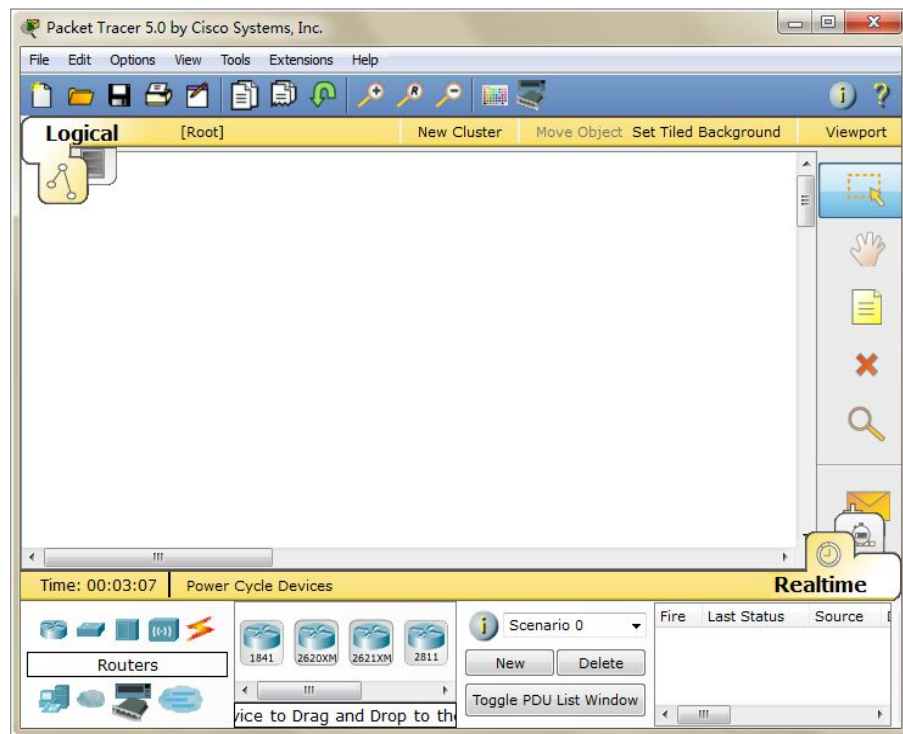 Packet Tracer 5.0 by Cisco Systems, Inc.
File Edit Options View Tools Extensions Help
Logical [Root] New Cluster Move Object Set Tiled Background Viewport
Time: 00:03:07 Power Cycle Devices Realtime
Routers
1841 2620XM 2621XM 2811
vice to Drag and Drop to the
Scenario 0
New Delete
Toggle PDU List Window
Fire Last Status Source